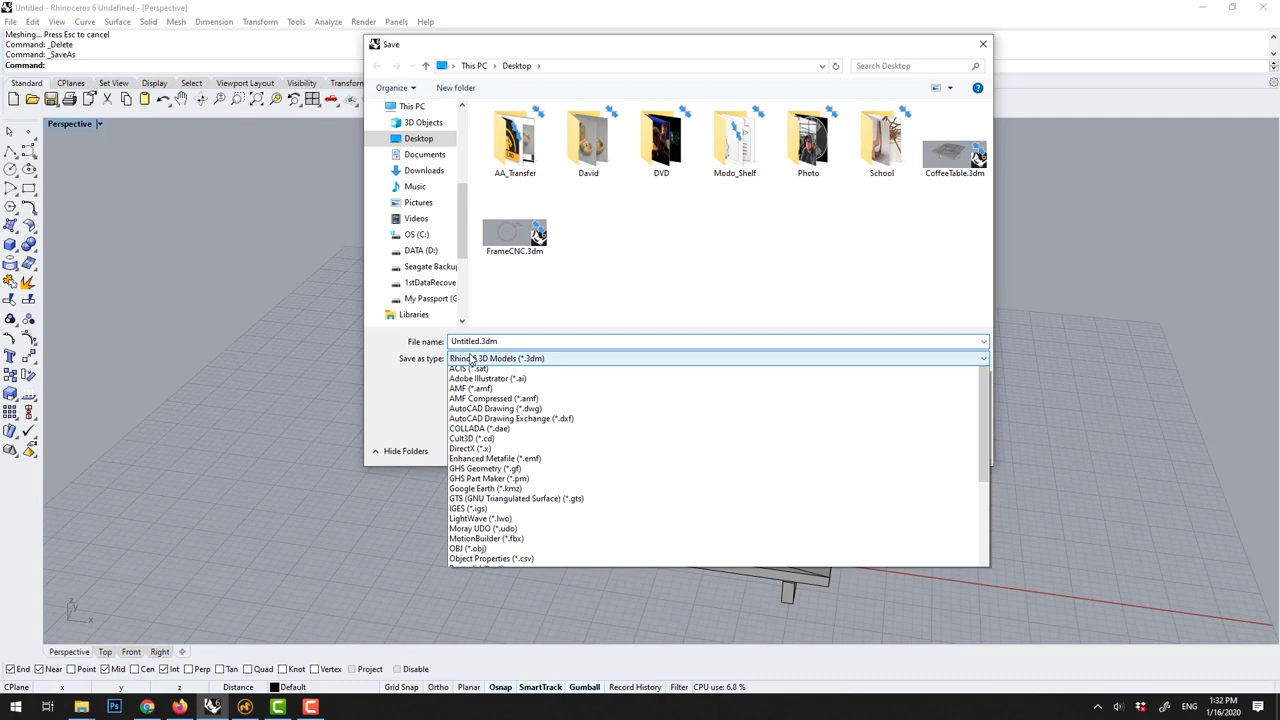 Untitled - Rhinoceros 6 Undefined - [Perspective]
File Edit View Curve Surface Solid Mesh Dimension Transform Tools Analyze Render Panels Help
Meshing... Press Esc to cancel
Command: _Delete
Command: _SaveAs
Command:
Standard CPlanes Set View Display Select Viewport Layout Visibility Transform
Perspective
Save
This PC Desktop
Search Desktop
Organize New folder
This PC
3D Objects
Desktop
Documents
Downloads
Music
Pictures
Videos
OS (C:)
DATA (D:)
Seagate Backu
1stDataRecove
My Passport (G
Libraries
AA_Transfer David DVD Modo_Shelf Photo School CoffeeTable.3dm
FrameCNC.3dm
File name: Untitled.3dm
Save as type: Rhino 3D Models (*.3dm)
ACIS (*.sat)
Adobe Illustrator (*.ai)
AMF (*.amf)
AMF Compressed (*.amf)
AutoCAD Drawing (*.dwg)
AutoCAD Drawing Exchange (*.dxf)
COLLADA (*.dae)
Cult3D (*.cd)
DirectX (*.x)
Enhanced Metafile (*.emf)
GHS Geometry (*.gf)
GHS Part Maker (*.pm)
Google Earth (*.kmz)
GTS (GNU Triangulated Surface) (*.gts)
IGES (*.igs)
LightWave (*.lwo)
Moray UDO (*.udo)
MotionBuilder (*.fbx)
OBJ (*.obj)
Object Properties (*.csv)
Hide Folders
z
y
x
Perspective Top Front Right
End Near Point Mid Cen Int Perp Tan Quad Knot Vertex Project Disable
CPlane x y z Distance Default Grid Snap Ortho Planar Osnap SmartTrack Gumball Record History Filter CPU use: 6.8 %
1:32 PM
1/16/2020